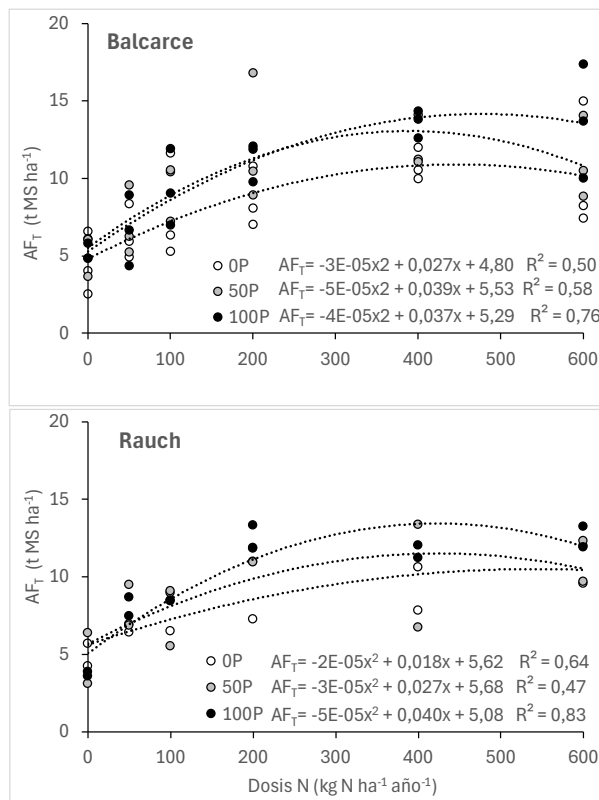 Balcarce
20
15
10
5
0
AF_T (t MS ha⁻¹)
0P AF_T= -3E-05x2 + 0,027x + 4,80 R² = 0,50
50P AF_T= -5E-05x2 + 0,039x + 5,53 R² = 0,58
100P AF_T= -4E-05x2 + 0,037x + 5,29 R² = 0,76
0 100 200 300 400 500 600
Rauch
20
15
10
5
0
AF_T (t MS ha⁻¹)
0P AF_T= -2E-05x² + 0,018x + 5,62 R² = 0,64
50P AF_T= -3E-05x² + 0,027x + 5,68 R² = 0,47
100P AF_T= -5E-05x² + 0,040x + 5,08 R² = 0,83
0 100 200 300 400 500 600
Dosis N (kg N ha⁻¹ año⁻¹)